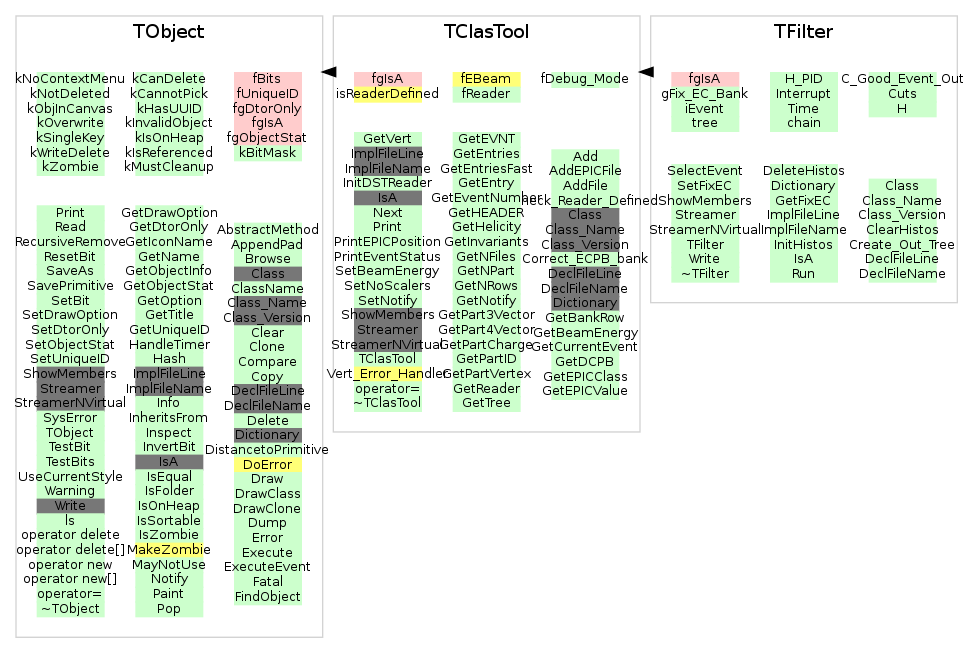 TObject
kNoContextMenu
kNotDeleted
kObjInCanvas
kOverwrite
kSingleKey
kWriteDelete
kZombie
kCanDelete
kCannotPick
kHasUUID
kInvalidObject
kIsOnHeap
kIsReferenced
kMustCleanup
fBits
fUniqueID
fgDtorOnly
fgIsA
fgObjectStat
kBitMask
Print
Read
RecursiveRemove
ResetBit
SaveAs
SavePrimitive
SetBit
SetDrawOption
SetDtorOnly
SetObjectStat
SetUniqueID
ShowMembers
Streamer
StreamerNVirtual
SysError
TObject
TestBit
TestBits
UseCurrentStyle
Warning
Write
ls
operator delete
operator delete[]
operator new
operator new[]
operator=
~TObject
GetDrawOption
GetDtorOnly
GetIconName
GetName
GetObjectInfo
GetObjectStat
GetOption
GetTitle
GetUniqueID
HandleTimer
Hash
ImplFileLine
ImplFileName
Info
InheritsFrom
Inspect
InvertBit
IsA
IsEqual
IsFolder
IsOnHeap
IsSortable
IsZombie
MakeZombie
MayNotUse
Notify
Paint
Pop
AbstractMethod
AppendPad
Browse
Class
ClassName
Class_Name
Class_Version
Clear
Clone
Compare
Copy
DeclFileLine
DeclFileName
Delete
Dictionary
DistancetoPrimitive
DoError
Draw
DrawClass
DrawClone
Dump
Error
Execute
ExecuteEvent
Fatal
FindObject
TClasTool
fgIsA
isReaderDefined
fEBeam
fReader
fDebug_Mode
GetVert
ImplFileLine
ImplFileName
InitDSTReader
IsA
Next
Print
PrintEPICPosition
PrintEventStatus
SetBeamEnergy
SetNoScalers
SetNotify
ShowMembers
Streamer
StreamerNVirtual
TClasTool
Vert_Error_Handler
operator=
~TClasTool
GetEVNT
GetEntries
GetEntriesFast
GetEntry
GetEventNumber
GetHEADER
GetHelicity
GetInvariants
GetNFiles
GetNPart
GetNRows
GetNotify
GetPart3Vector
GetPart4Vector
GetPartCharge
GetPartID
GetPartVertex
GetReader
GetTree
Add
AddEPICFile
AddFile
heck_Reader_Defined
Class
Class_Name
Class_Version
Correct_ECPB_bank
DeclFileLine
DeclFileName
Dictionary
GetBankRow
GetBeamEnergy
GetCurrentEvent
GetDCPB
GetEPICClass
GetEPICValue
TFilter
fgIsA
gFix_EC_Bank
iEvent
tree
H_PID
Interrupt
Time
chain
C_Good_Event_Out
Cuts
H
SelectEvent
SetFixEC
ShowMembers
Streamer
StreamerNVirtual
TFilter
Write
~TFilter
DeleteHistos
Dictionary
GetFixEC
ImplFileLine
ImplFileName
InitHistos
IsA
Run
Class
Class_Name
Class_Version
ClearHistos
Create_Out_Tree
DeclFileLine
DeclFileName